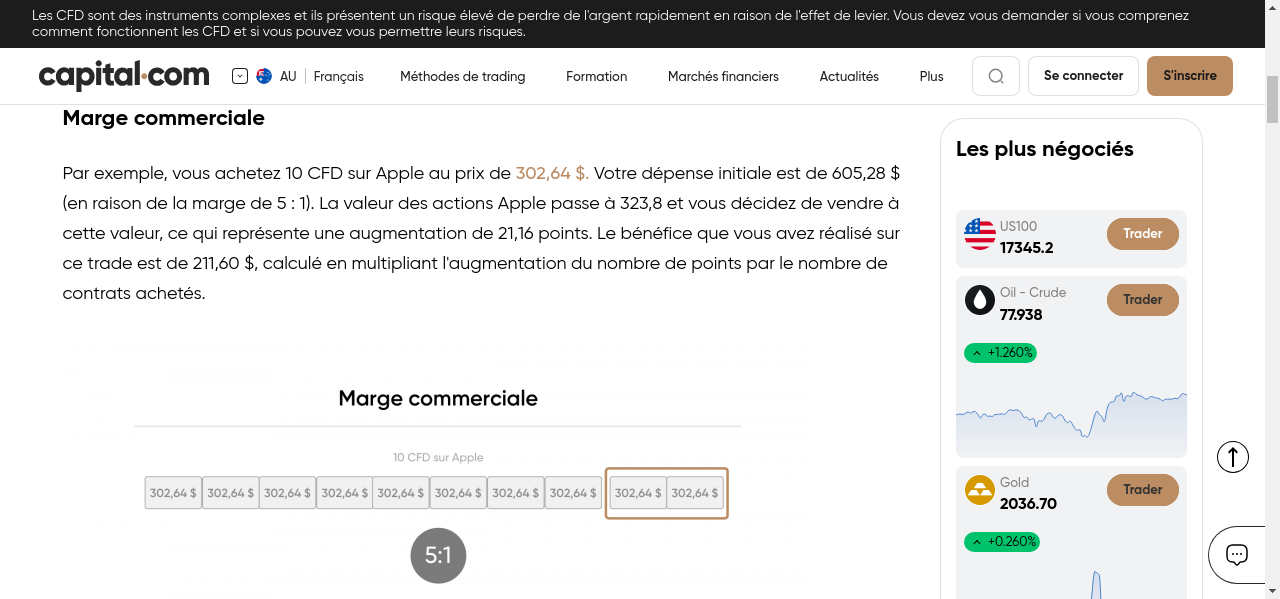 Les CFD sont des instruments complexes et ils présentent un risque élevé de perdre de l'argent rapidement en raison de l'effet de levier. Vous devez vous demander si vous comprenez
comment fonctionnent les CFD et si vous pouvez vous permettre leurs risques.
capital.com
AU
Français
Méthodes de trading
Formation
Marchés financiers
Actualités
Plus
Se connecter
S'inscrire
Marge commerciale
Par exemple, vous achetez 10 CFD sur Apple au prix de 302,64 $. Votre dépense initiale est de 605,28 $
(en raison de la marge de 5 : 1). La valeur des actions Apple passe à 323,8 et vous décidez de vendre à
cette valeur, ce qui représente une augmentation de 21,16 points. Le bénéfice que vous avez réalisé sur
ce trade est de 211,60 $, calculé en multipliant l'augmentation du nombre de points par le nombre de
contrats achetés.
Marge commerciale
10 CFD sur Apple
302,64 $ 302,64 $ 302,64 $ 302,64 $ 302,64 $ 302,64 $ 302,64 $ 302,64 $ 302,64 $ 302,64 $
5:1
Les plus négociés
US100
17345.2
Trader
Oil - Crude
77.938
Trader
+1.260%
Gold
2036.70
Trader
+0.260%